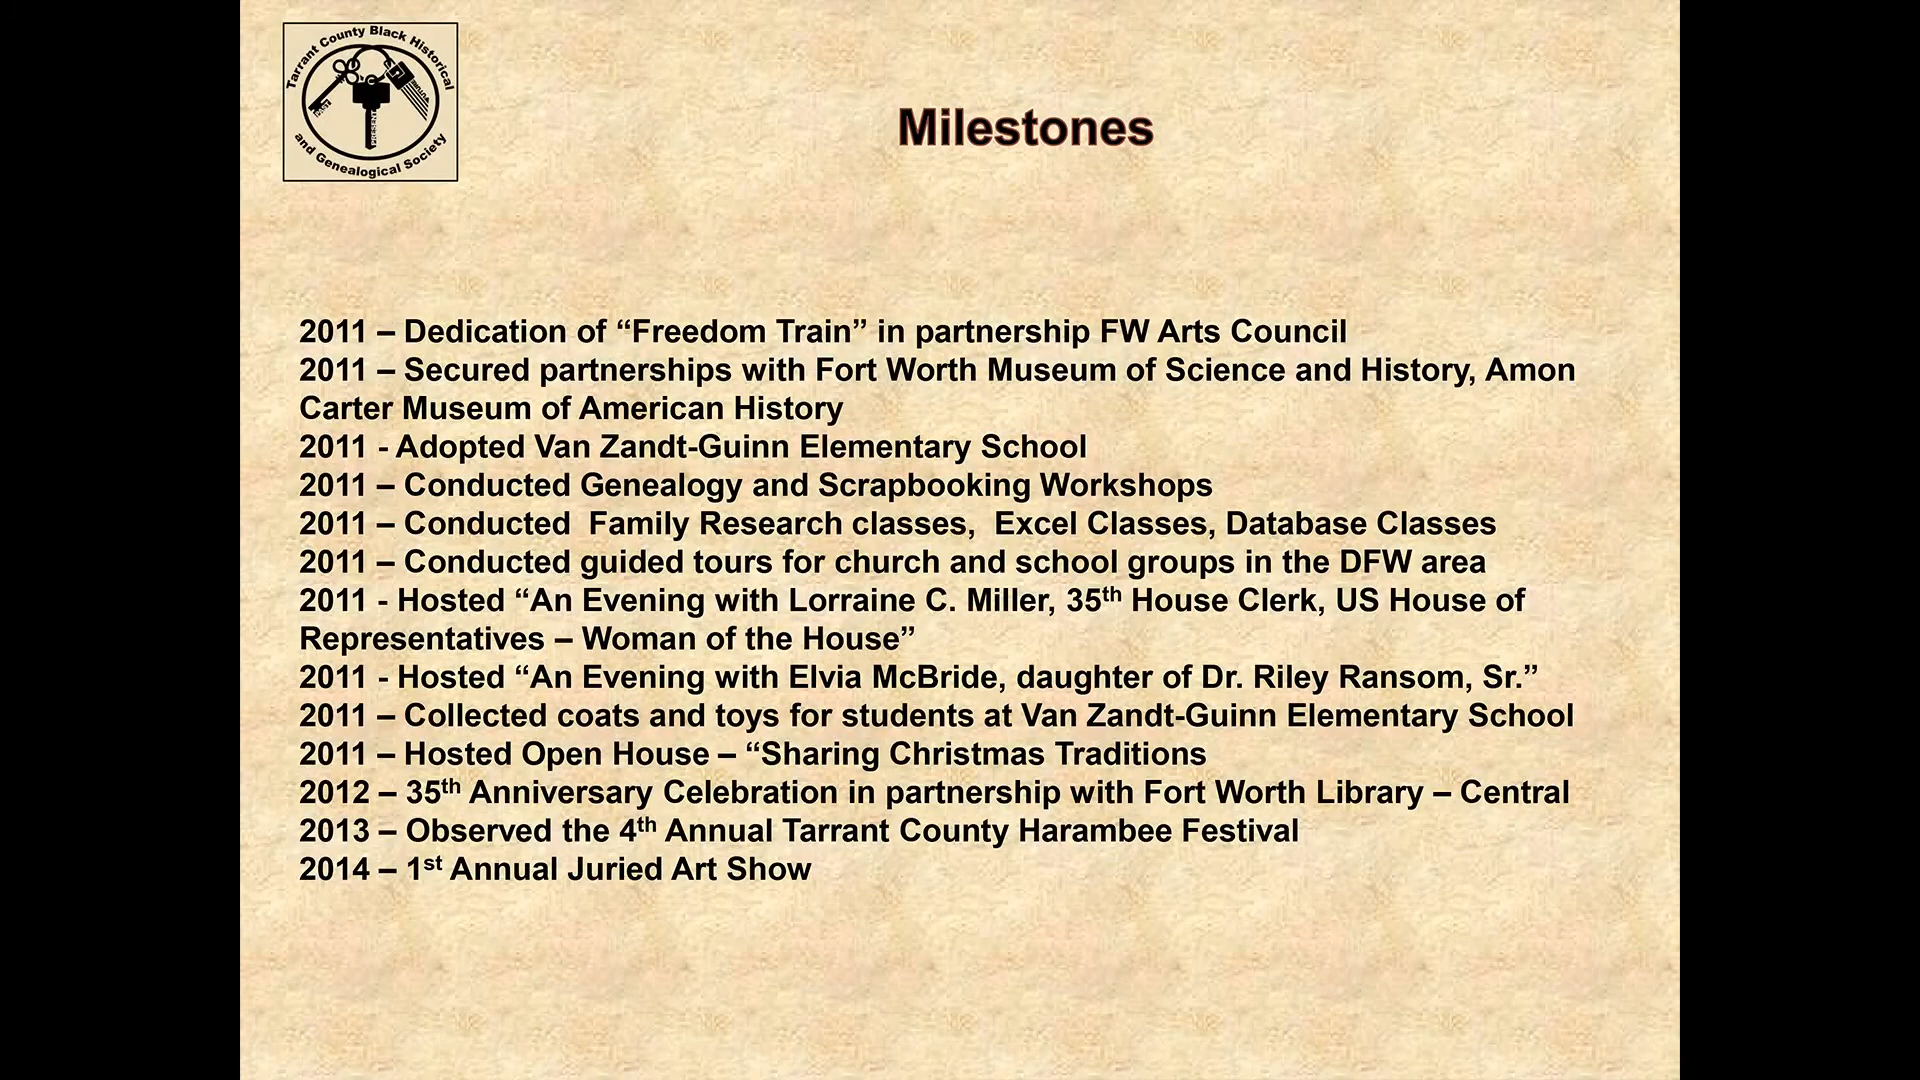 Tarrant County Black Historical
and Genealogical Society
PRESENT
Milestones
2011 – Dedication of “Freedom Train” in partnership FW Arts Council
2011 – Secured partnerships with Fort Worth Museum of Science and History, Amon
Carter Museum of American History
2011 - Adopted Van Zandt-Guinn Elementary School
2011 – Conducted Genealogy and Scrapbooking Workshops
2011 – Conducted  Family Research classes,  Excel Classes, Database Classes
2011 – Conducted guided tours for church and school groups in the DFW area
2011 - Hosted “An Evening with Lorraine C. Miller, 35th House Clerk, US House of
Representatives – Woman of the House”
2011 - Hosted “An Evening with Elvia McBride, daughter of Dr. Riley Ransom, Sr.”
2011 – Collected coats and toys for students at Van Zandt-Guinn Elementary School
2011 – Hosted Open House – “Sharing Christmas Traditions
2012 – 35th Anniversary Celebration in partnership with Fort Worth Library – Central
2013 – Observed the 4th Annual Tarrant County Harambee Festival
2014 – 1st Annual Juried Art Show